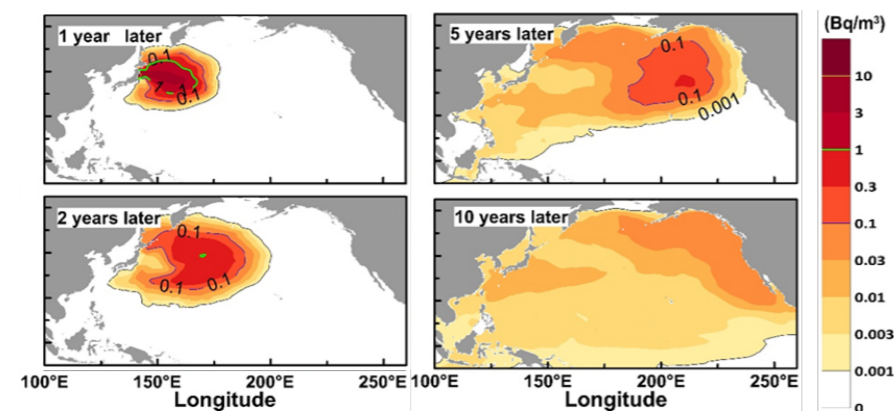 1 year later
0.1
1
0.1
5 years later
0.1
0.1
0.001
2 years later
0.1
0.1
0.1
10 years later
100°E
150°E
200°E
250°E
Longitude
100°E
150°E
200°E
250°E
Longitude
(Bq/m³)
10
3
1
0.3
0.1
0.03
0.01
0.003
0.001
0